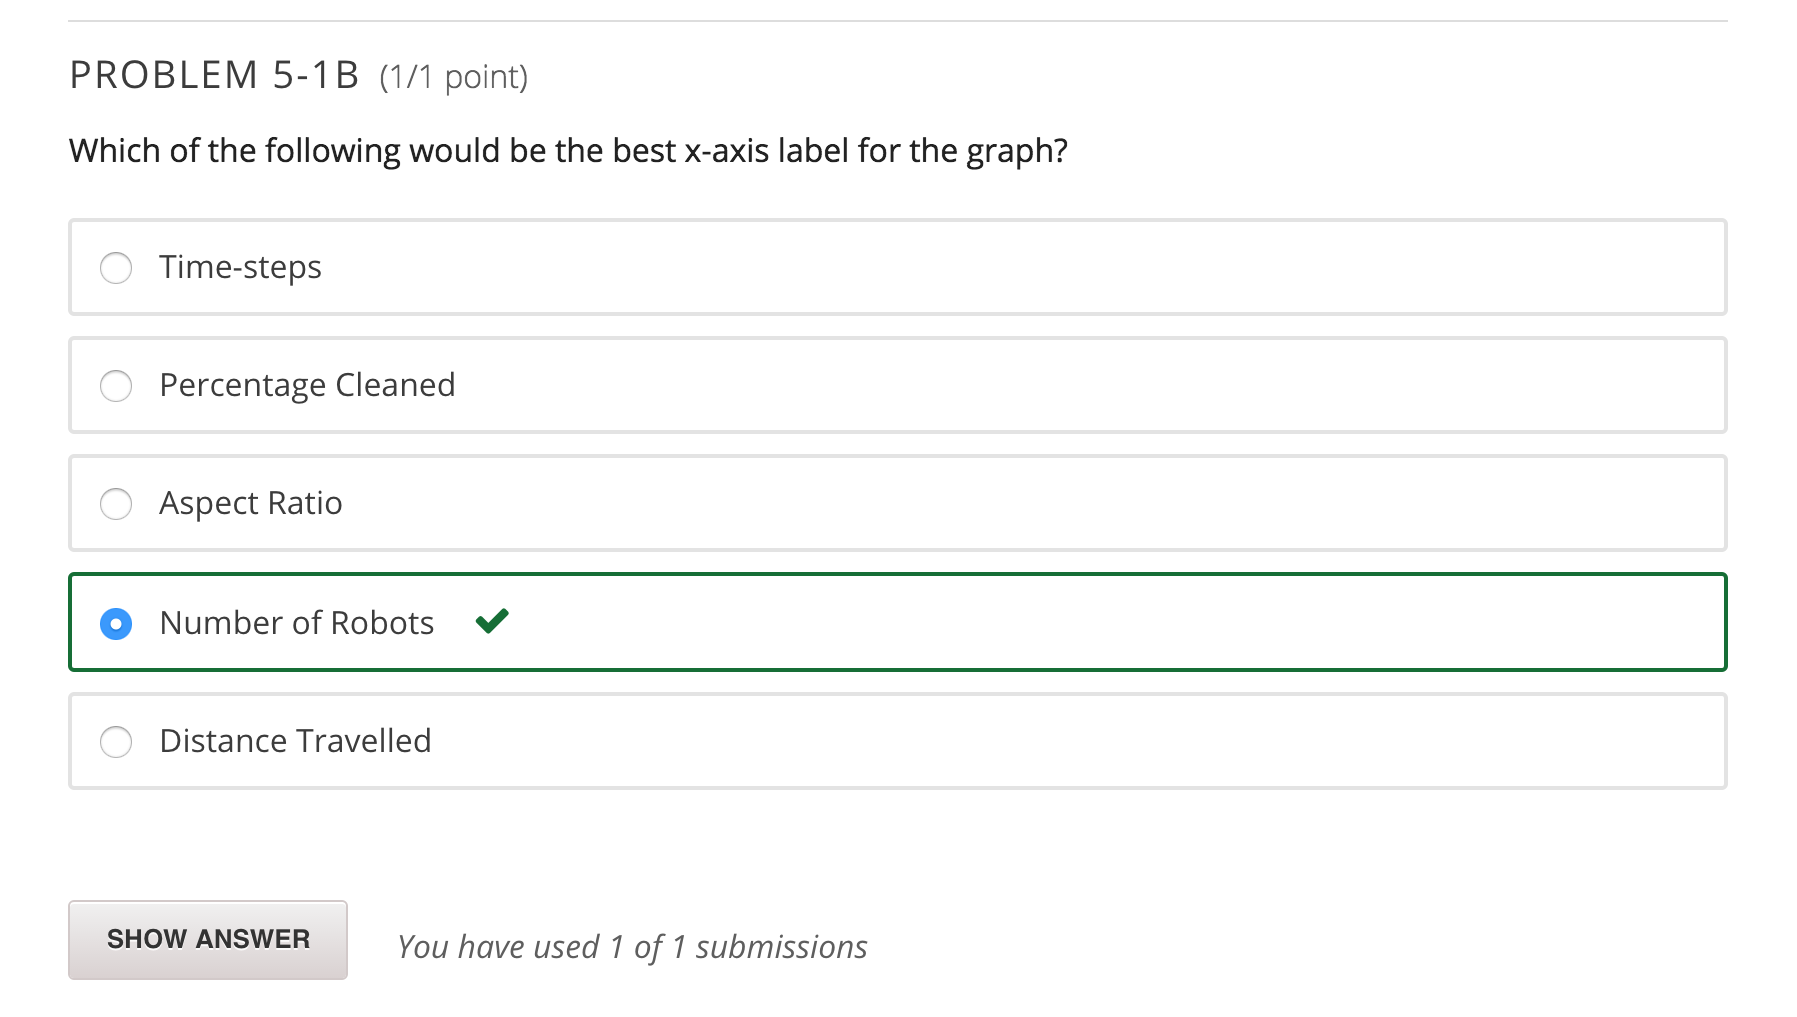 PROBLEM 5-1B (1/1 point)
Which of the following would be the best x-axis label for the graph?
Time-steps
Percentage Cleaned
Aspect Ratio
Number of Robots
Distance Travelled
SHOW ANSWER You have used 1 of 1 submissions